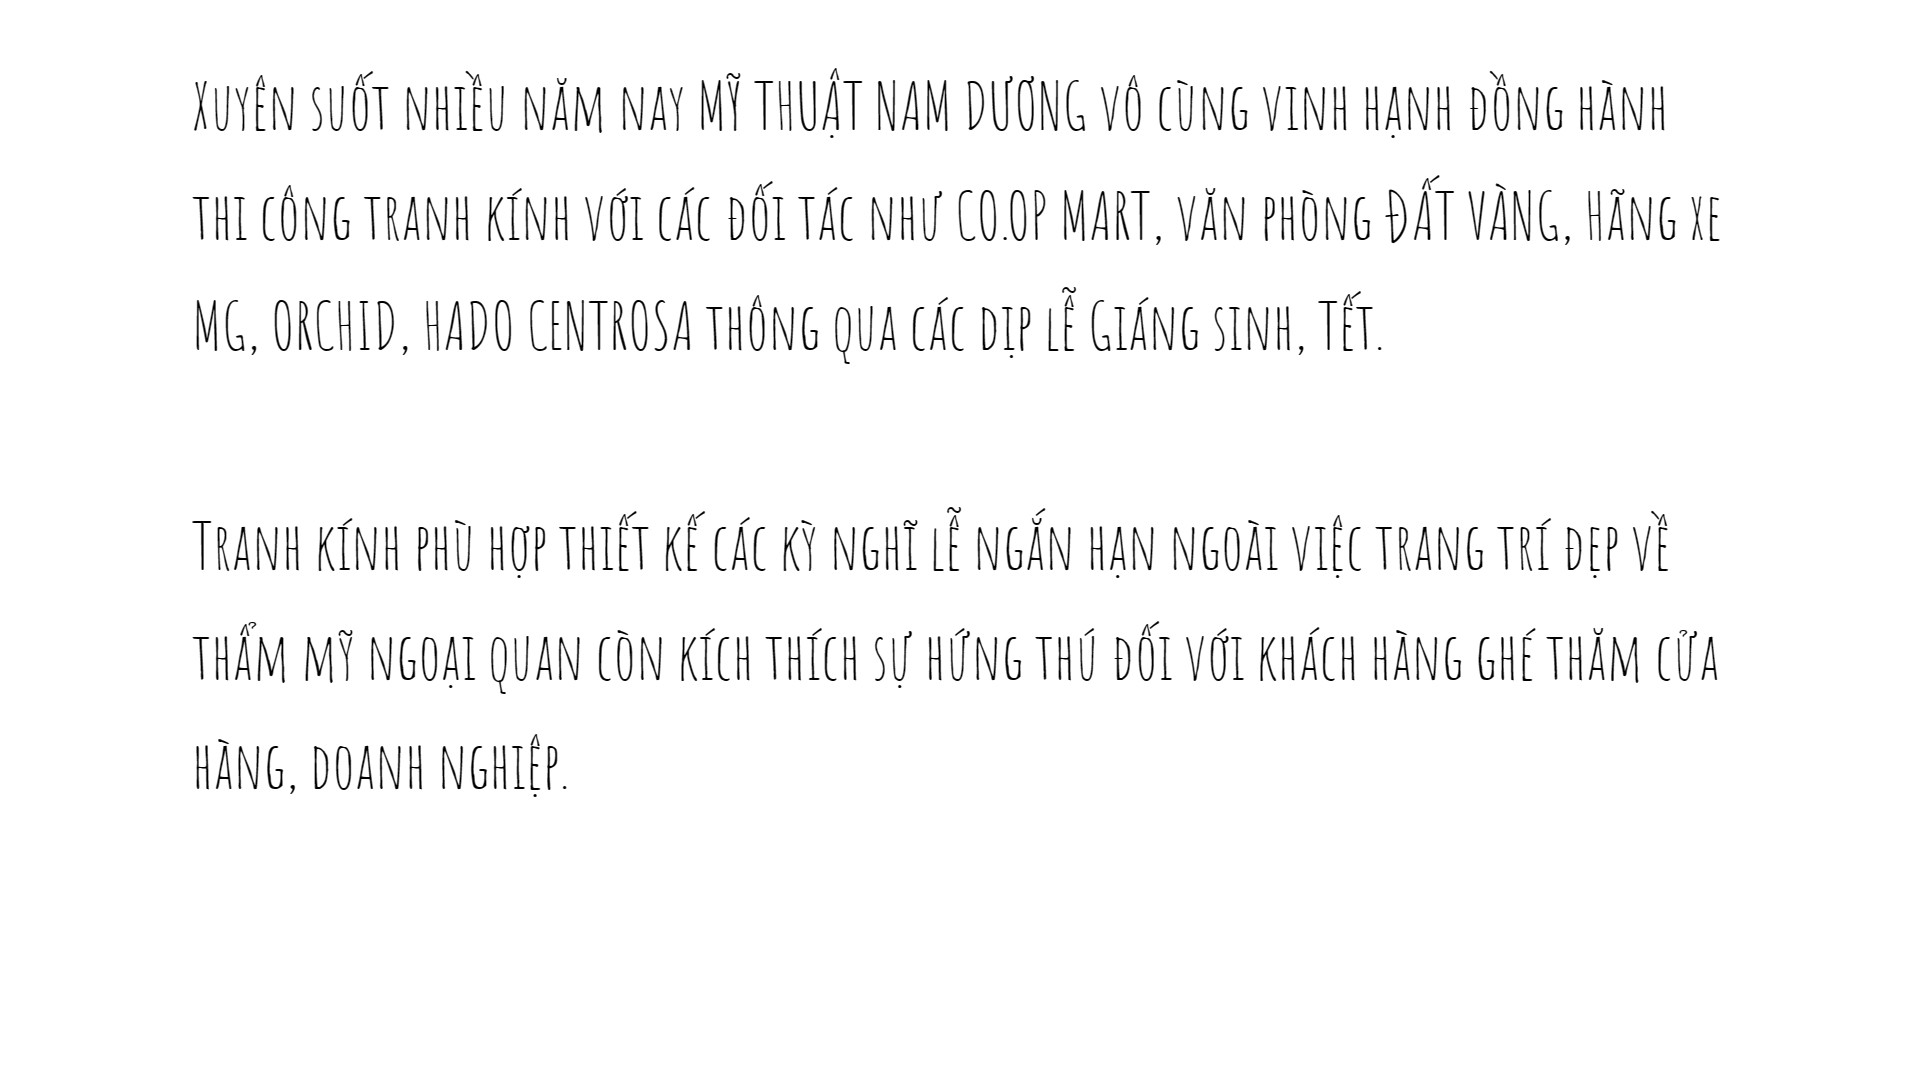 Xuyên suốt nhiều năm nay MỸ THUẬT NAM DƯƠNG vô cùng vinh hạnh đồng hành
thi công tranh kính với các đối tác như CO.OP MART, văn phòng ĐẤT VÀNG, Hãng xe
MG, ORCHID, HADO CENTROSA thông qua các dịp lễ Giáng sinh, Tết.
Tranh kính phù hợp thiết kế các kỳ nghĩ lễ ngắn hạn ngoài việc trang trí đẹp về
thẩm mỹ ngoại quan còn kích thích sự hứng thú đối với khách hàng ghé thăm cửa
hàng, doanh nghiệp.